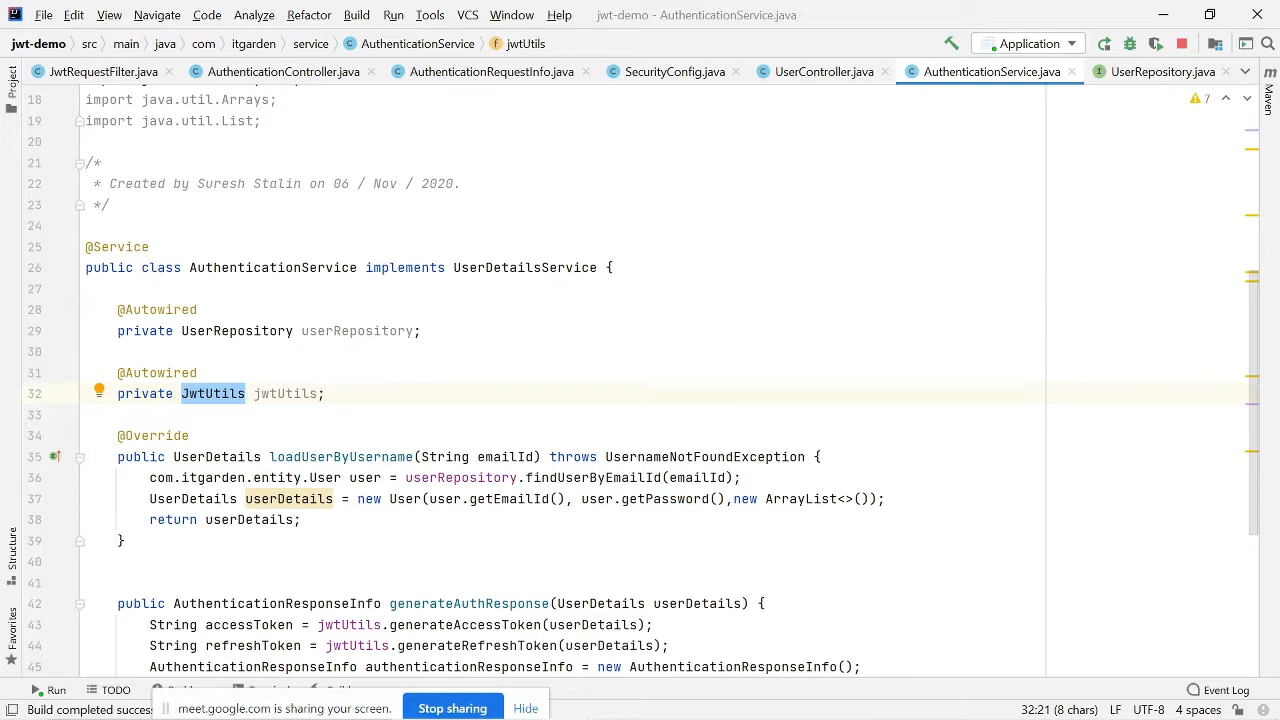 File Edit View Navigate Code Analyze Refactor Build Run Tools VCS Window Help jwt-demo - AuthenticationService.java
jwt-demo src main java com itgarden service AuthenticationService jwtUtils Application
JwtRequestFilter.java AuthenticationController.java AuthenticationRequestInfo.java SecurityConfig.java UserController.java AuthenticationService.java UserRepository.java
Project
Maven
7
18 import java.util.Arrays;
19 import java.util.List;
20
21 /*
22 * Created by Suresh Stalin on 06 / Nov / 2020.
23 */
24
25 @Service
26 public class AuthenticationService implements UserDetailsService {
27
28 @Autowired
29 private UserRepository userRepository;
30
31 @Autowired
32 private JwtUtils jwtUtils;
33
34 @Override
35 public UserDetails loadUserByUsername(String emailId) throws UsernameNotFoundException {
36 com.itgarden.entity.User user = userRepository.findUserByEmailId(emailId);
37 UserDetails userDetails = new User(user.getEmailId(), user.getPassword(),new ArrayList<>());
38 return userDetails;
39 }
40
41
42 public AuthenticationResponseInfo generateAuthResponse(UserDetails userDetails) {
43 String accessToken = jwtUtils.generateAccessToken(userDetails);
44 String refreshToken = jwtUtils.generateRefreshToken(userDetails);
45 AuthenticationResponseInfo authenticationResponseInfo = new AuthenticationResponseInfo();
Structure
Favorites
Run TODO Event Log
meet.google.com is sharing your screen. Stop sharing Hide
Build completed success 32:21 (8 chars) LF UTF-8 4 spaces